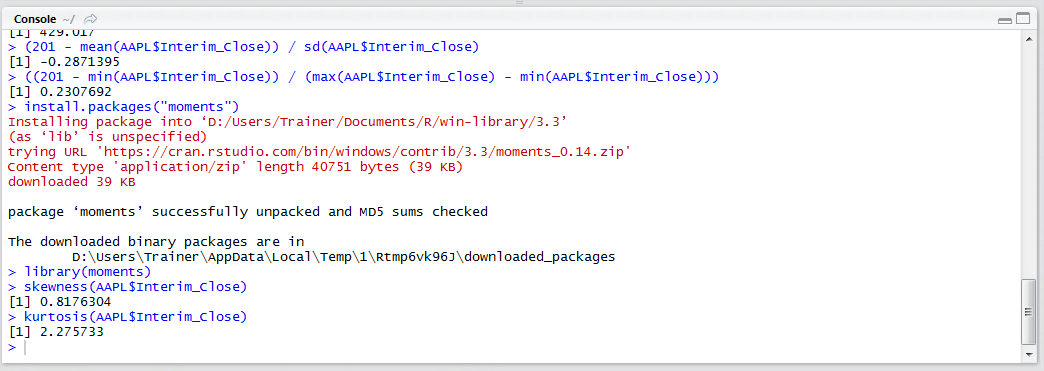 Console ~/
[1] 429.017
> (201 - mean(AAPL$Interim_Close)) / sd(AAPL$Interim_Close)
[1] -0.2871395
> ((201 - min(AAPL$Interim_Close)) / (max(AAPL$Interim_Close) - min(AAPL$Interim_Close)))
[1] 0.2307692
> install.packages("moments")
Installing package into ‘D:/Users/Trainer/Documents/R/win-library/3.3’
(as ‘lib’ is unspecified)
trying URL 'https://cran.rstudio.com/bin/windows/contrib/3.3/moments_0.14.zip'
Content type 'application/zip' length 40751 bytes (39 KB)
downloaded 39 KB
package ‘moments’ successfully unpacked and MD5 sums checked
The downloaded binary packages are in
D:\Users\Trainer\AppData\Local\Temp\1\Rtmp6vk96J\downloaded_packages
> library(moments)
> skewness(AAPL$Interim_Close)
[1] 0.8176304
> kurtosis(AAPL$Interim_Close)
[1] 2.275733
>